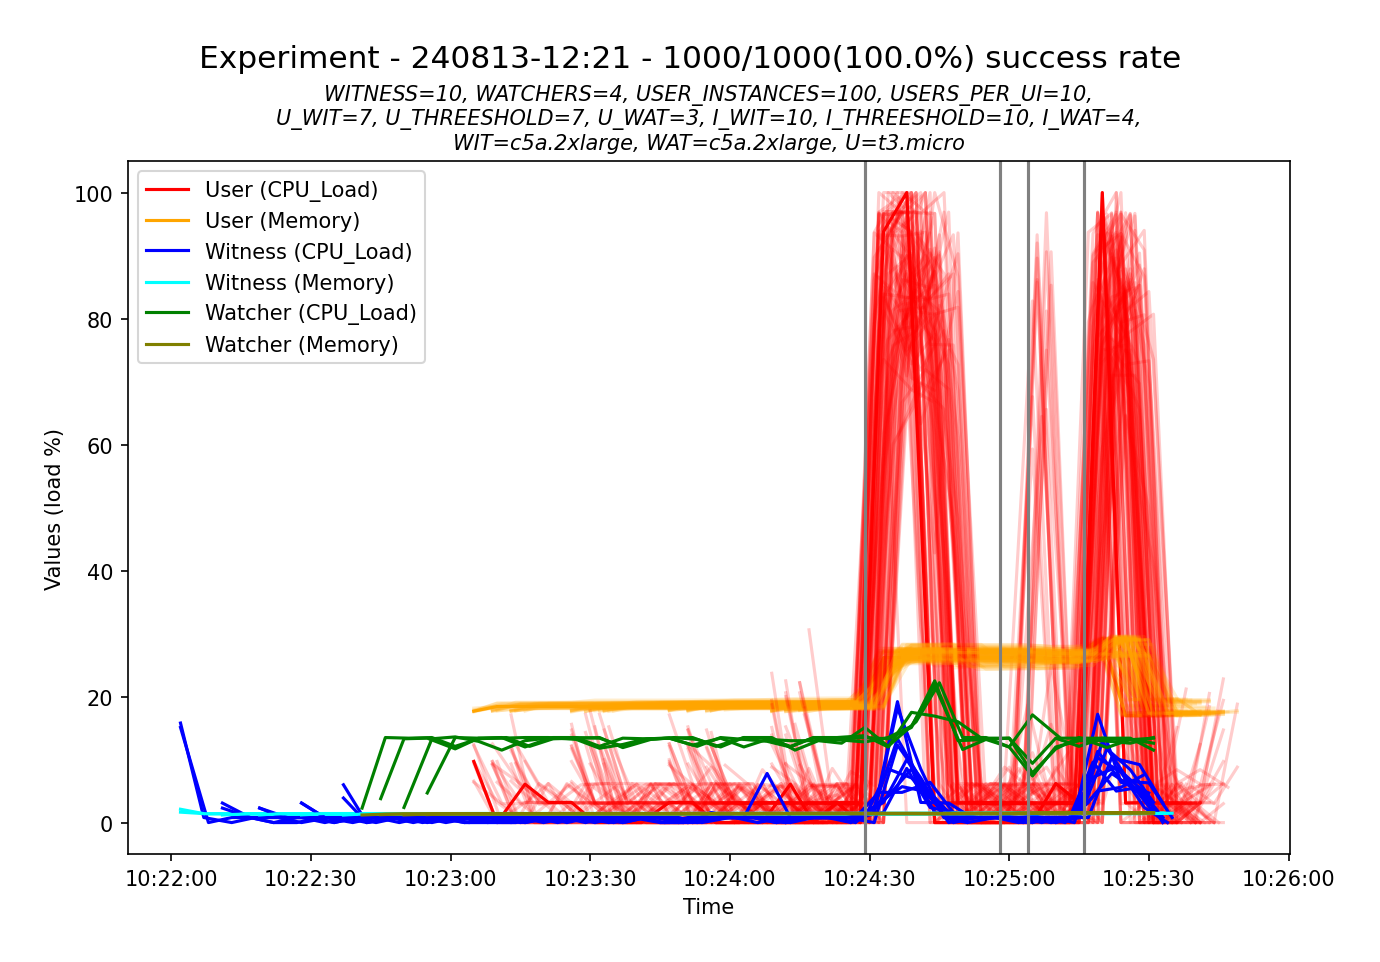 Experiment - 240813-12:21 - 1000/1000(100.0%) success rate
WITNESS=10, WATCHERS=4, USER_INSTANCES=100, USERS_PER_UI=10,
U_WIT=7, U_THREESHOLD=7, U_WAT=3, I_WIT=10, I_THREESHOLD=10, I_WAT=4,
WIT=c5a.2xlarge, WAT=c5a.2xlarge, U=t3.micro
User (CPU_Load)
User (Memory)
Witness (CPU_Load)
Witness (Memory)
Watcher (CPU_Load)
Watcher (Memory)
Values (load %)
100
80
60
40
20
0
10:22:00 10:22:30 10:23:00 10:23:30 10:24:00 10:24:30 10:25:00 10:25:30 10:26:00
Time